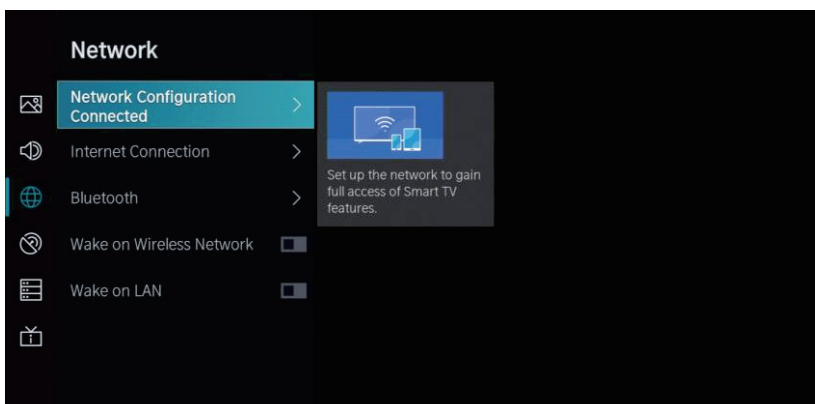 Network
Network Configuration
Connected
Internet Connection
Bluetooth
Wake on Wireless Network
Wake on LAN
Set up the network to gain
full access of Smart TV
features.